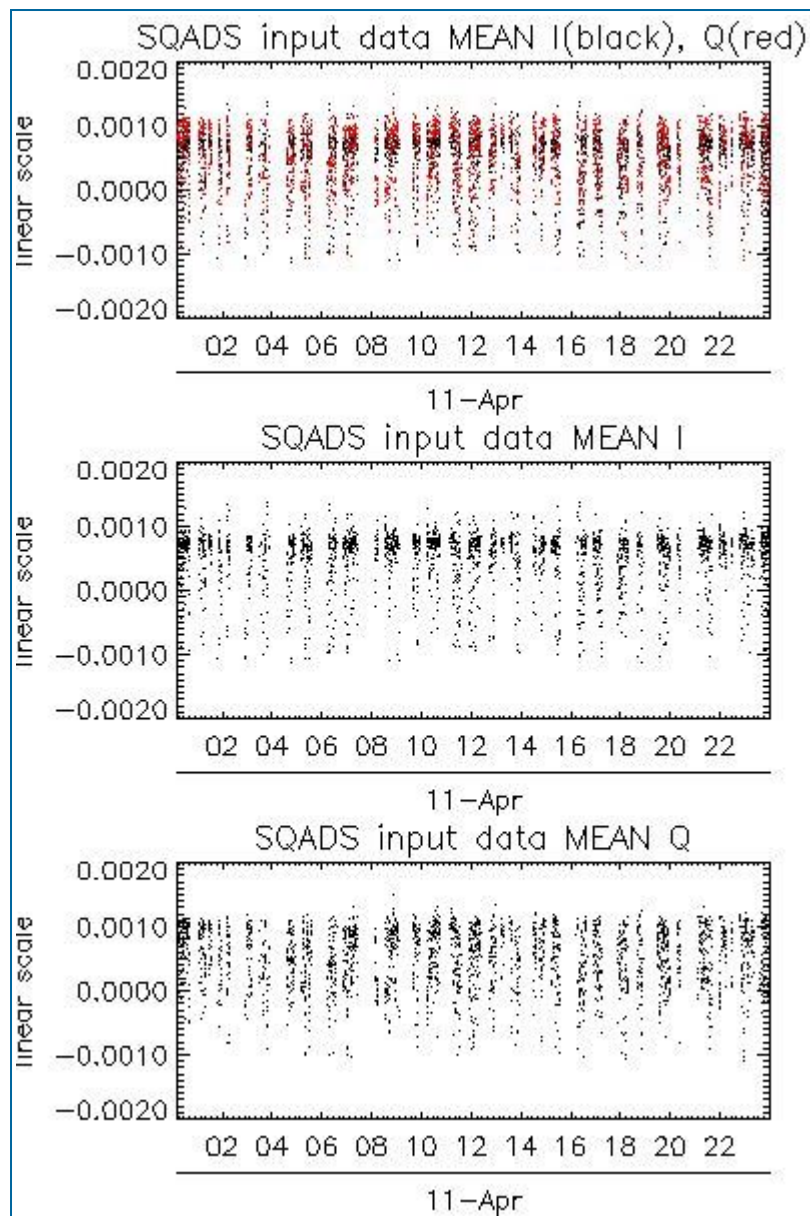 SQADS input data MEAN I(black), Q(red)
0.0020
0.0010
0.0000
-0.0010
-0.0020
linear scale
02 04 06 08 10 12 14 16 18 20 22
11-Apr
SQADS input data MEAN I
0.0020
0.0010
0.0000
-0.0010
-0.0020
linear scale
02 04 06 08 10 12 14 16 18 20 22
11-Apr
SQADS input data MEAN Q
0.0020
0.0010
0.0000
-0.0010
-0.0020
linear scale
02 04 06 08 10 12 14 16 18 20 22
11-Apr